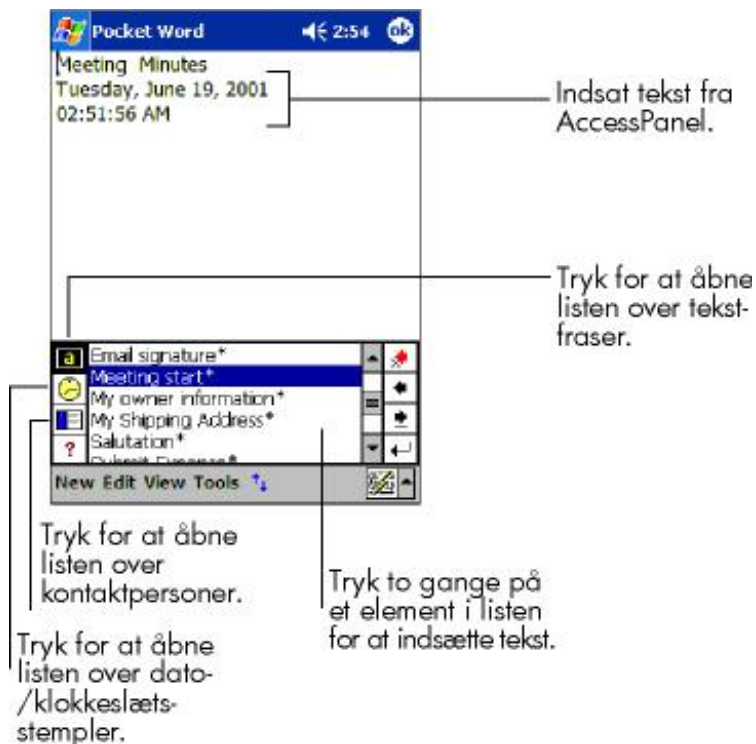 Pocket Word 2:54 ok
Meeting Minutes
Tuesday, June 19, 2001
02:51:56 AM
Indsat tekst fra
AccessPanel.
Tryk for at åbne
listen over tekst-
fraser.
a
Email signature*
Meeting start*
My owner information*
My Shipping Address*
? Salutation*
New Edit View Tools
Tryk for at åbne
listen over
kontaktpersoner.
Tryk to gange på
et element i listen
for at indsætte tekst.
Tryk for at åbne
listen over dato-
/klokkeslæts-
stempler.